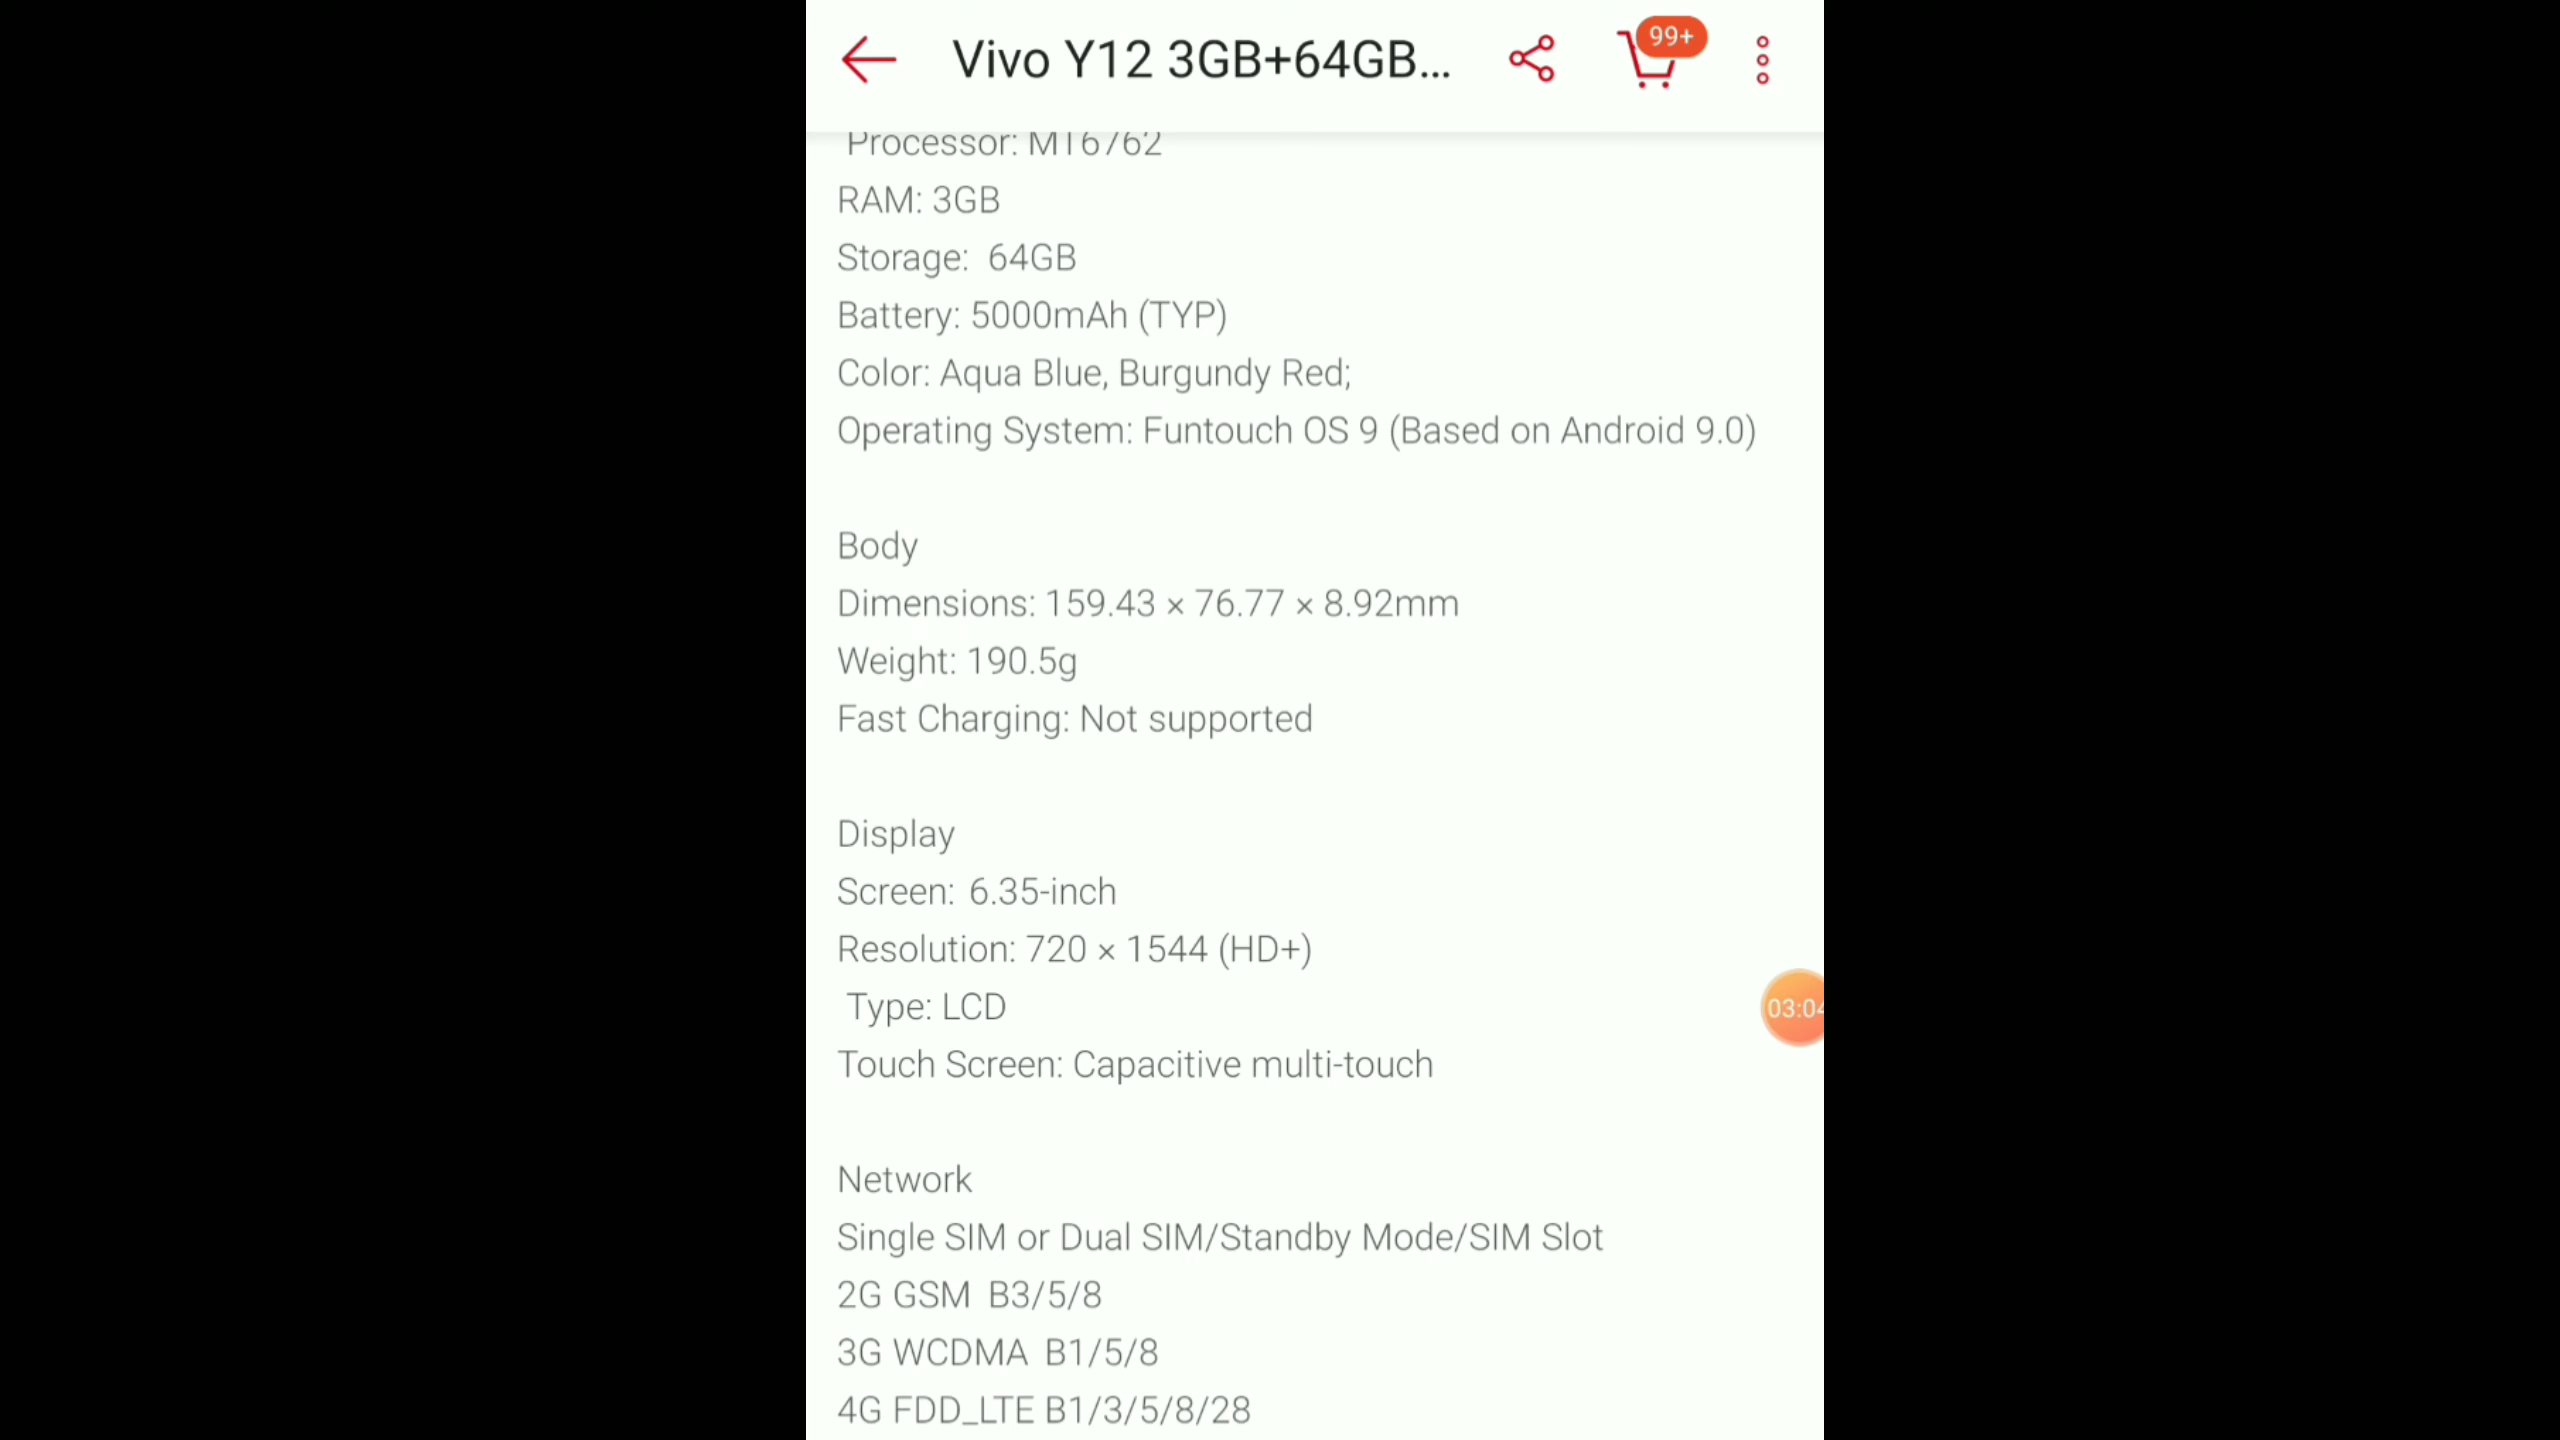 Vivo Y12 3GB+64GB...
99+
Processor: MT6762
RAM: 3GB
Storage: 64GB
Battery: 5000mAh (TYP)
Color: Aqua Blue, Burgundy Red;
Operating System: Funtouch OS 9 (Based on Android 9.0)
Body
Dimensions: 159.43 × 76.77 × 8.92mm
Weight: 190.5g
Fast Charging: Not supported
Display
Screen: 6.35-inch
Resolution: 720 × 1544 (HD+)
Type: LCD
03:04
Touch Screen: Capacitive multi-touch
Network
Single SIM or Dual SIM/Standby Mode/SIM Slot
2G GSM B3/5/8
3G WCDMA B1/5/8
4G FDD_LTE B1/3/5/8/28